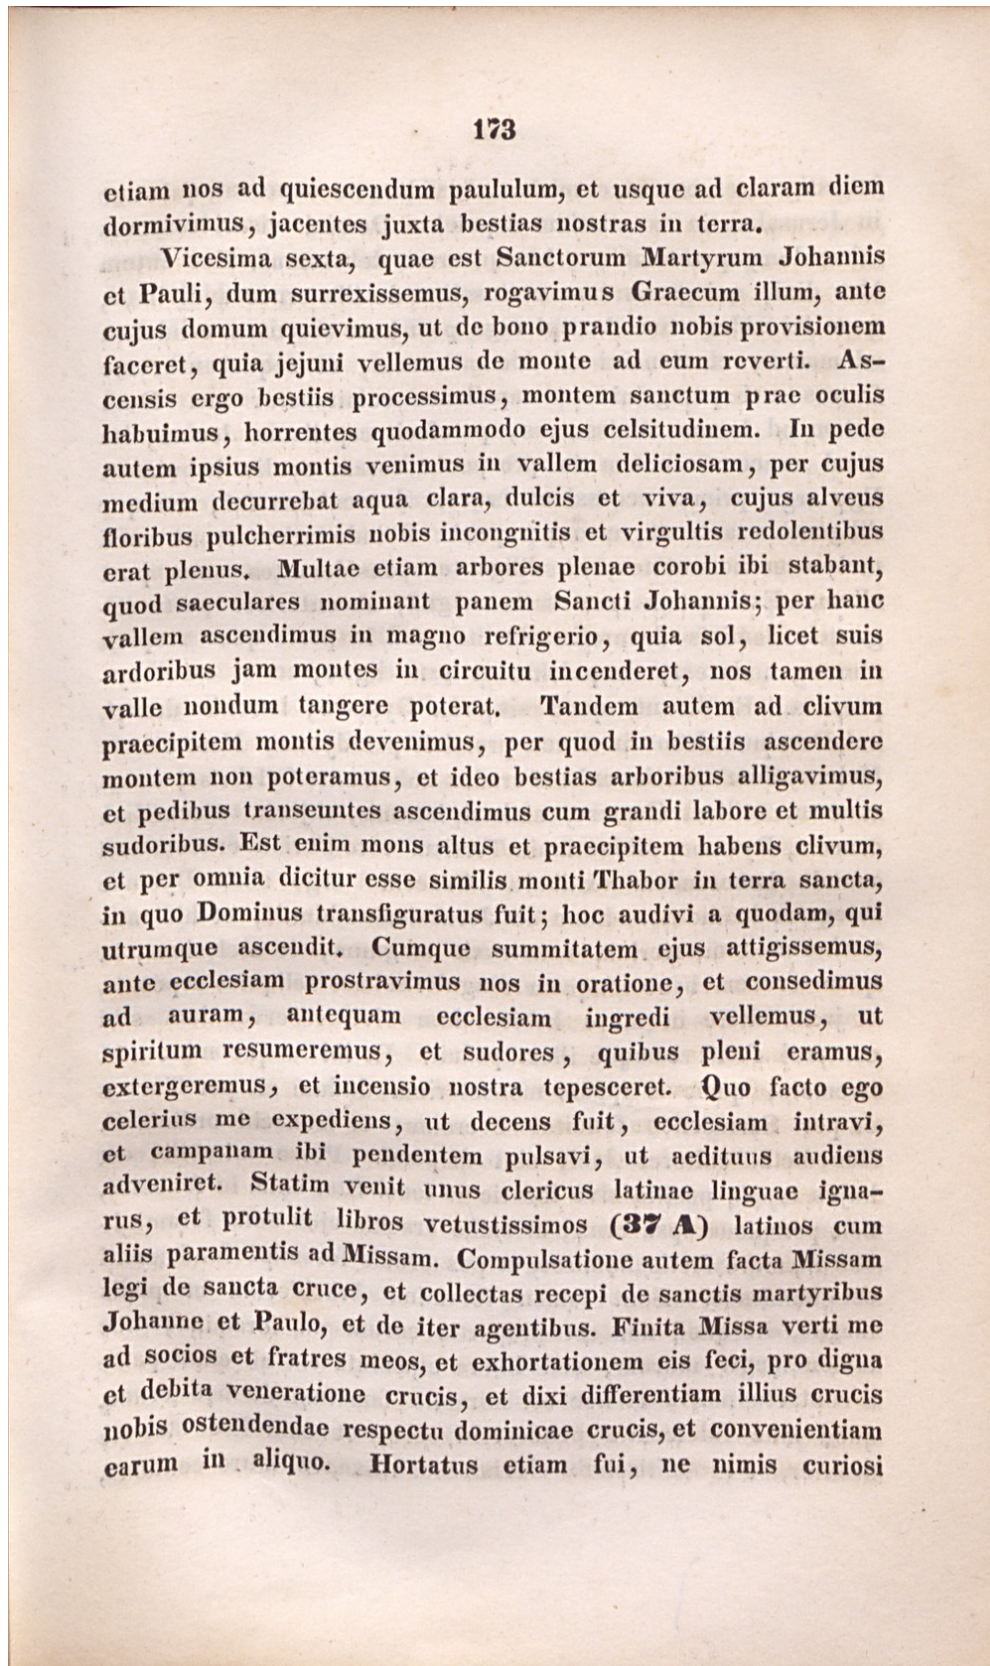 173
etiam nos ad quiescendum paululum, et usque ad claram diem
dormivimus, jacentes juxta bestias nostras in terra.
Vicesima sexta, quae est Sanctorum Martyrum Johannis
et Pauli, dum surrexissemus, rogavimus Graecum illum, ante
cujus domum quievimus, ut de bono prandio nobis provisionem
faceret, quia jejuni vellemus de monte ad eum reverti. As-
censis ergo bestiis processimus, montem sanctum prae oculis
habuimus, horrentes quodammodo ejus celsitudinem. In pede
autem ipsius montis venimus in vallem deliciosam, per cujus
medium decurrebat aqua clara, dulcis et viva, cujus alveus
floribus pulcherrimis nobis incongnitis et virgultis redolentibus
erat plenus. Multae etiam arbores plenae corobi ibi stabant,
quod saeculares nominant panem Sancti Johannis; per hanc
vallem ascendimus in magno refrigerio, quia sol, licet suis
ardoribus jam montes in circuitu incenderet, nos tamen in
valle nondum tangere poterat. Tandem autem ad clivum
praecipitem montis devenimus, per quod in bestiis ascendere
montem non poteramus, et ideo bestias arboribus alligavimus,
et pedibus transeuntes ascendimus cum grandi labore et multis
sudoribus. Est enim mons altus et praecipitem habens clivum,
et per omnia dicitur esse similis monti Thabor in terra sancta,
in quo Dominus transfiguratus fuit; hoc audivi a quodam, qui
utrumque ascendit. Cumque summitatem ejus attigissemus,
ante ecclesiam prostravimus nos in oratione, et consedimus
ad auram, antequam ecclesiam ingredi vellemus, ut
spiritum resumeremus, et sudores, quibus pleni eramus,
extergeremus, et incensio nostra tepesceret. Quo facto ego
celerius me expediens, ut decens fuit, ecclesiam intravi,
et campanam ibi pendentem pulsavi, ut aedituus audiens
adveniret. Statim venit unus clericus latinae linguae igna-
rus, et protulit libros vetustissimos (37 A) latinos cum
aliis paramentis ad Missam. Compulsatione autem facta Missam
legi de sancta cruce, et collectas recepi de sanctis martyribus
Johanne et Paulo, et de iter agentibus. Finita Missa verti me
ad socios et fratres meos, et exhortationem eis feci, pro digna
et debita veneratione crucis, et dixi differentiam illius crucis
nobis ostendendae respectu dominicae crucis, et convenientiam
earum in aliquo. Hortatus etiam fui, ne nimis curiosi